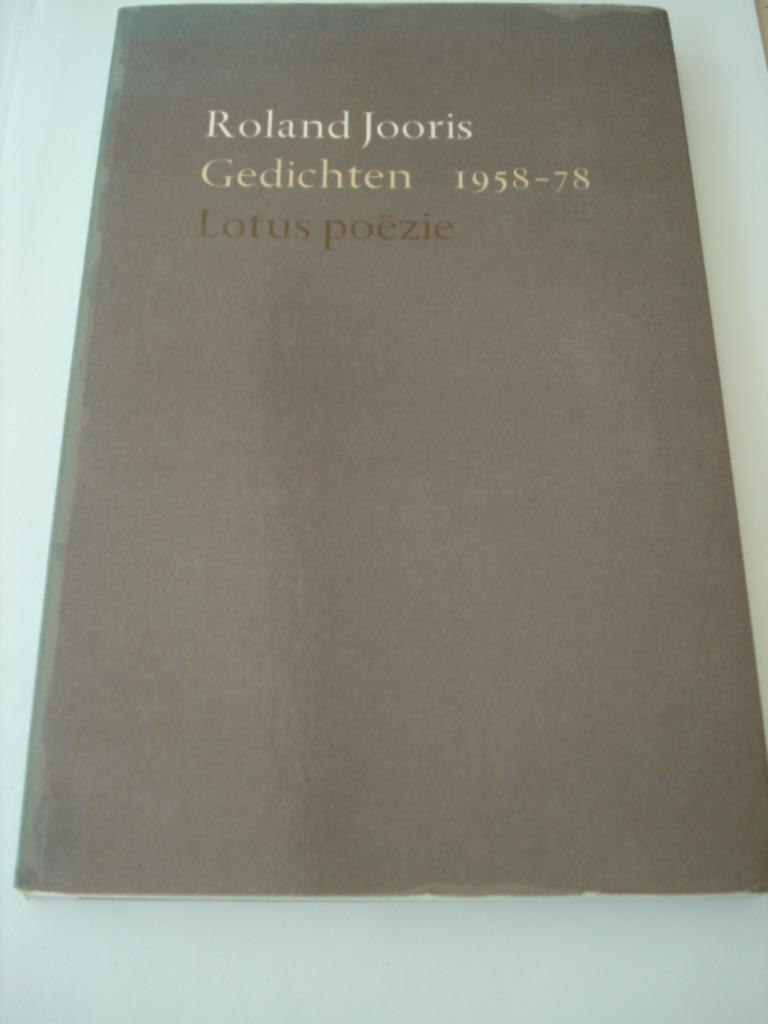 Roland Jooris
Gedichten 1958-78
Lotus poëzie